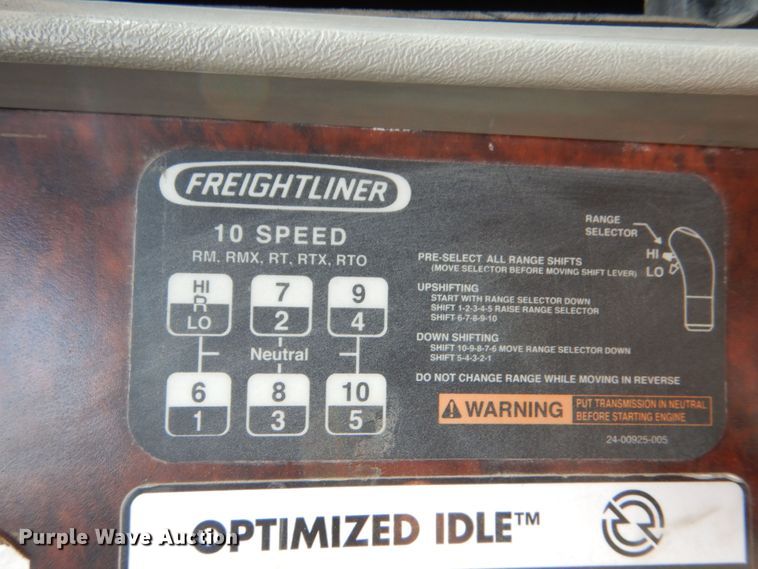 FREIGHTLINER
10 SPEED
RM, RMX, RT, RTX, RTO
HI
R
LO
7
2
9
4
Neutral
6
1
8
3
10
5
RANGE
SELECTOR
HI
LO
PRE-SELECT ALL RANGE SHIFTS
(MOVE SELECTOR BEFORE MOVING SHIFT LEVER)
UPSHIFTING
START WITH RANGE SELECTOR DOWN
SHIFT 1-2-3-4-5 RAISE RANGE SELECTOR
SHIFT 6-7-8-9-10
DOWN SHIFTING
SHIFT 10-9-8-7-6 MOVE RANGE SELECTOR DOWN
SHIFT 5-4-3-2-1
DO NOT CHANGE RANGE WHILE MOVING IN REVERSE
WARNING
PUT TRANSMISSION IN NEUTRAL
BEFORE STARTING ENGINE
24-00925-005
OPTIMIZED IDLE™
Purple Wave Auction